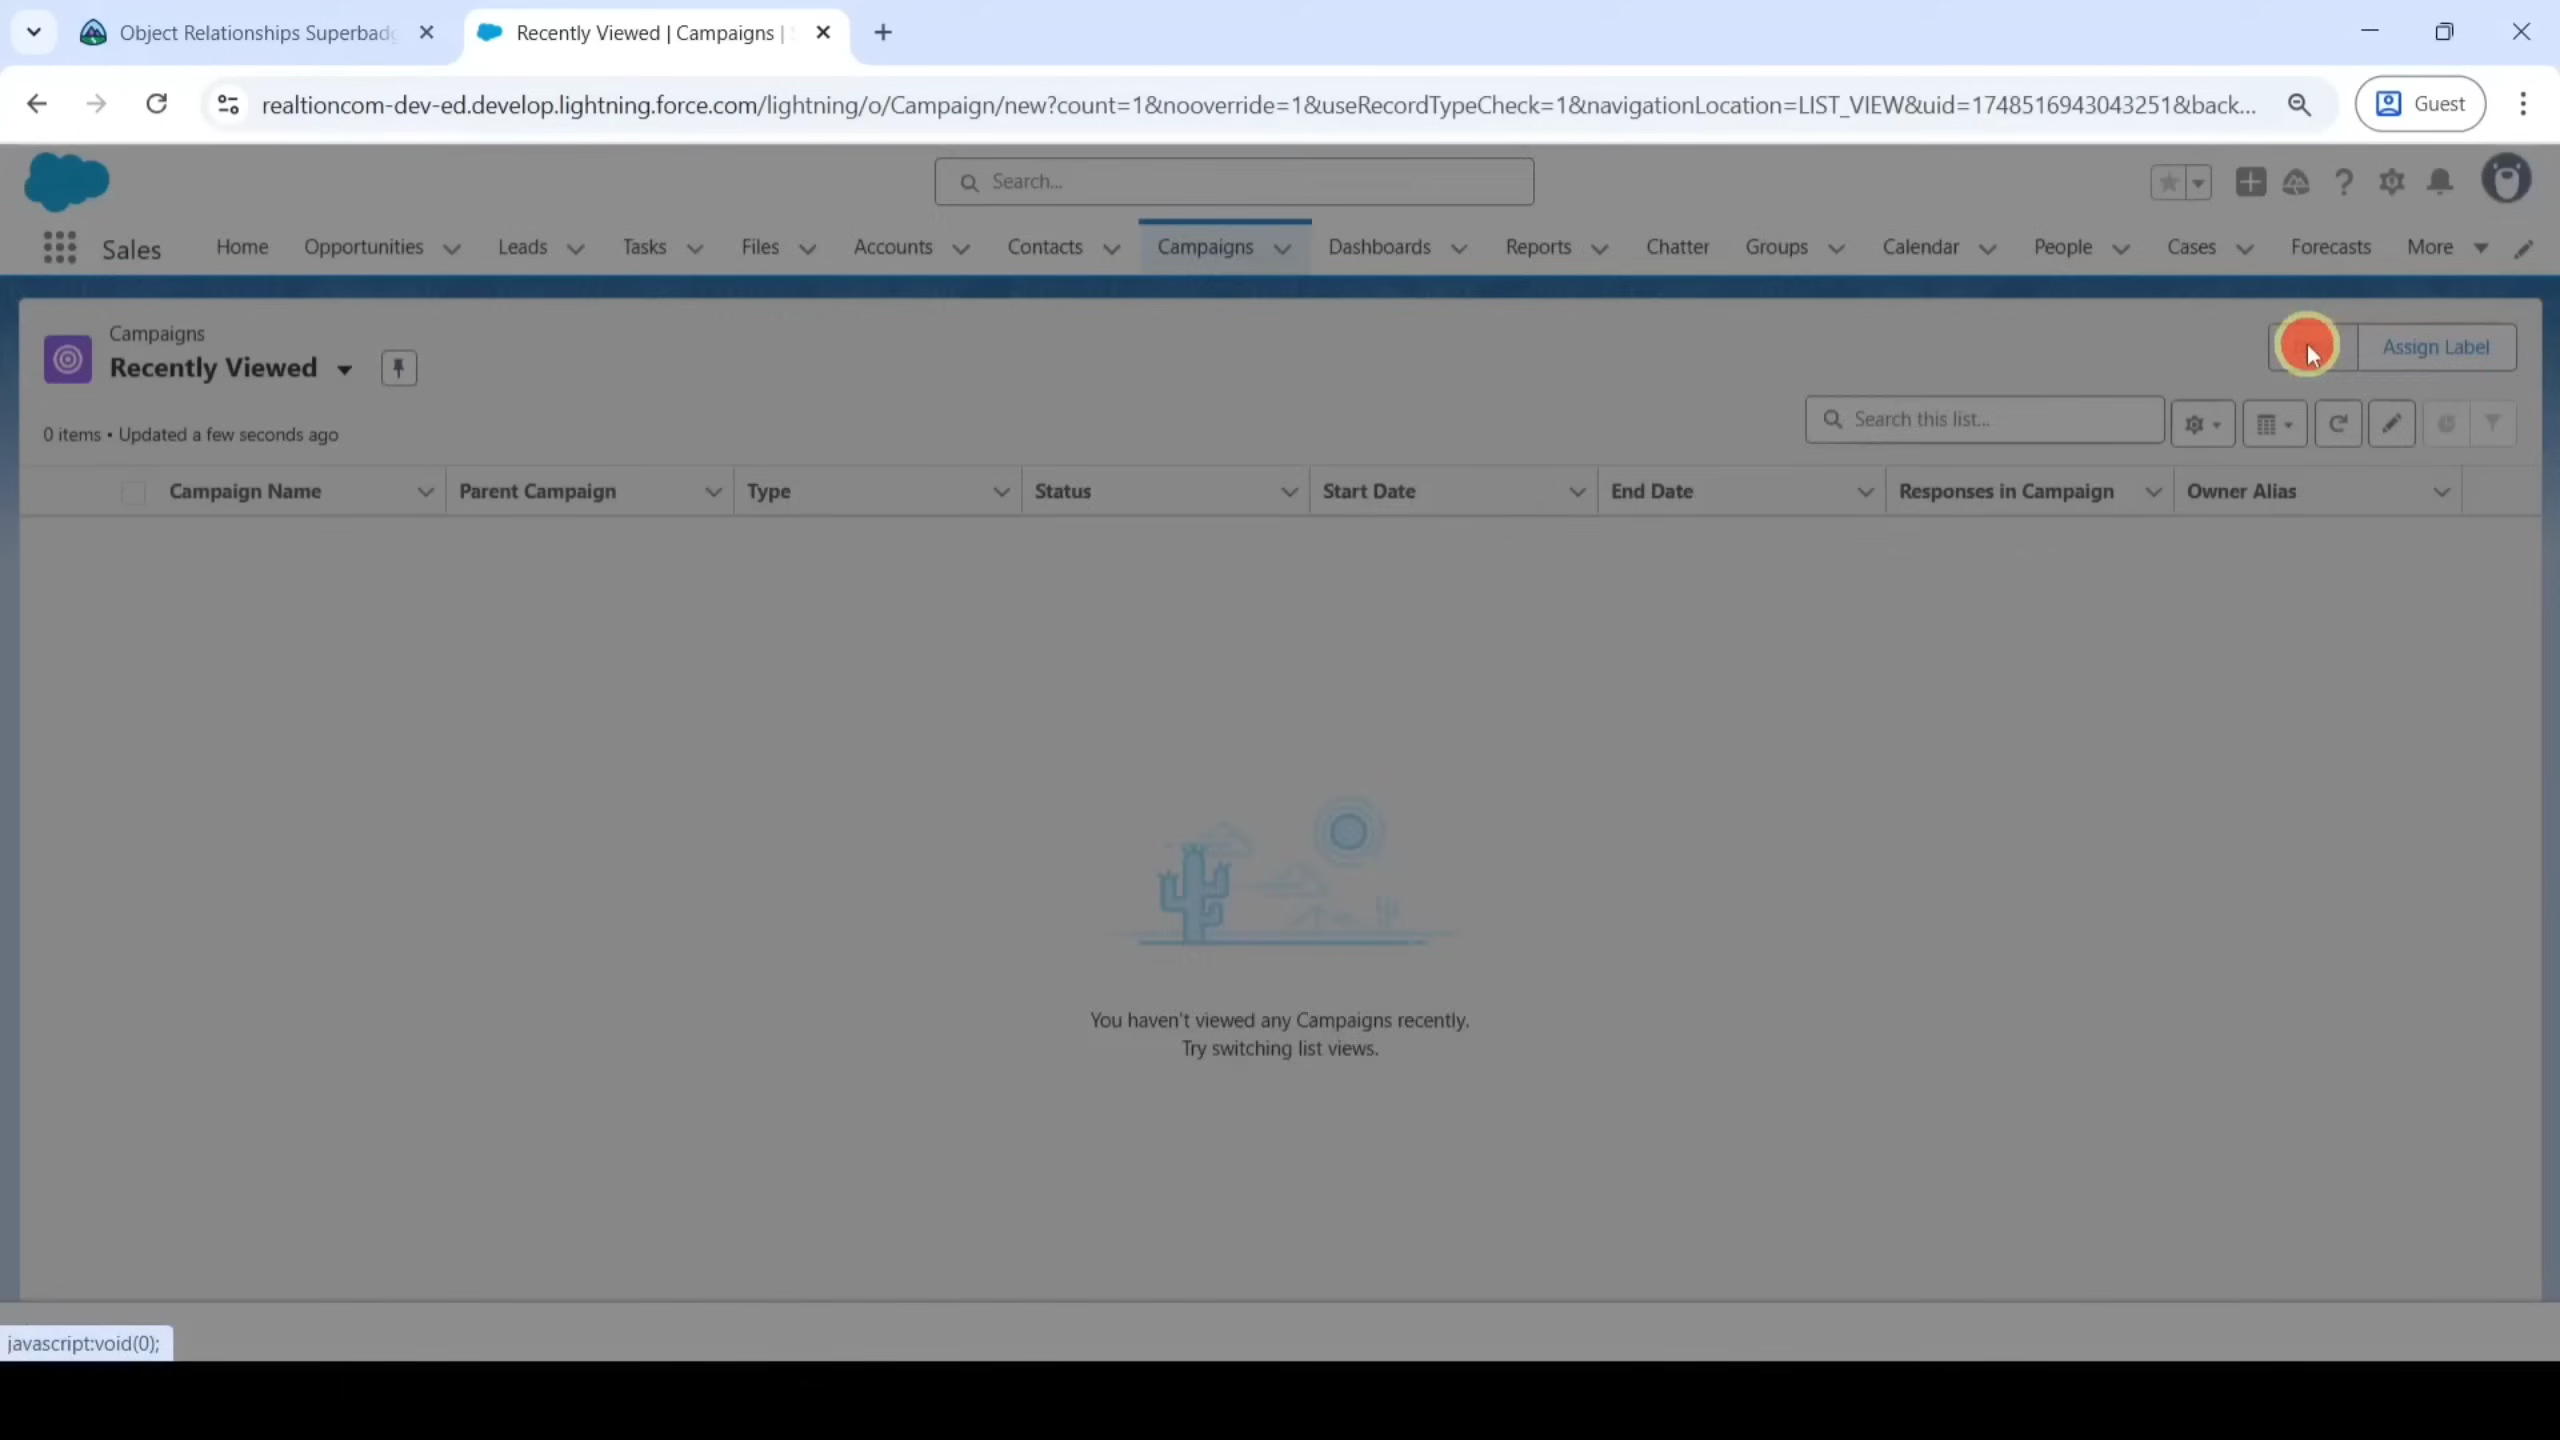 Object Relationships Superbadg
Recently Viewed | Campaigns |
realtioncom-dev-ed.develop.lightning.force.com/lightning/o/Campaign/new?count=1&nooverride=1&useRecordTypeCheck=1&navigationLocation=LIST_VIEW&uid=174851694304325​1&back...
Guest
Search...
Sales
Home
Opportunities
Leads
Tasks
Files
Accounts
Contacts
Campaigns
Dashboards
Reports
Chatter
Groups
Calendar
People
Cases
Forecasts
More
Campaigns
Recently Viewed
Assign Label
0 items • Updated a few seconds ago
Search this list...
Campaign Name
Parent Campaign
Type
Status
Start Date
End Date
Responses in Campaign
Owner Alias
You haven't viewed any Campaigns recently.
Try switching list views.
javascript:void(0);